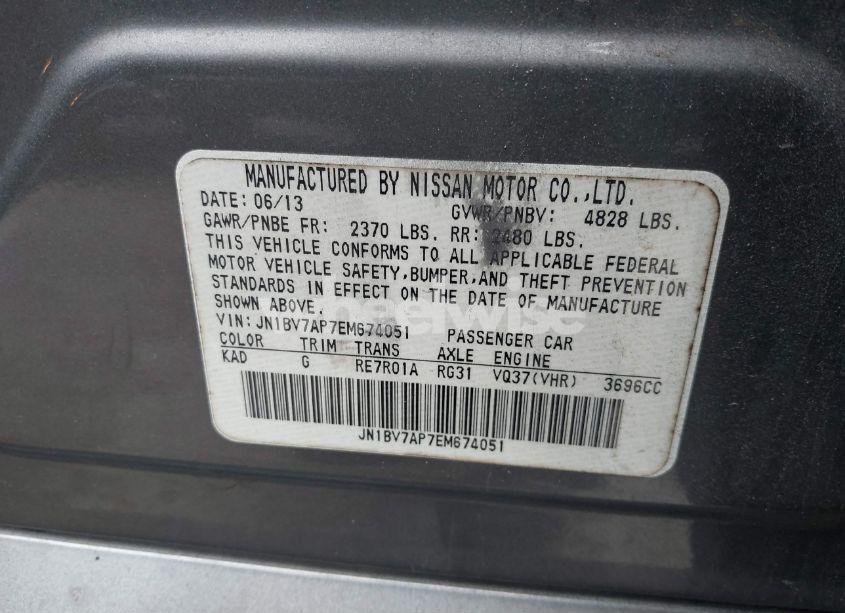 MANUFACTURED BY NISSAN MOTOR CO.,LTD.
DATE: 06/13 GVWR/PNBV: 4828 LBS.
GAWR/PNBE FR: 2370 LBS. RR: 2480 LBS.
THIS VEHICLE CONFORMS TO ALL APPLICABLE FEDERAL
MOTOR VEHICLE SAFETY,BUMPER,AND THEFT PREVENTION
STANDARDS IN EFFECT ON THE DATE OF MANUFACTURE
SHOWN ABOVE.
VIN: JN1BV7AP7EM674051 PASSENGER CAR
COLOR TRIM TRANS AXLE ENGINE
KAD G RE7R01A RG31 VQ37(VHR) 3696CC
JN1BV7AP7EM674051